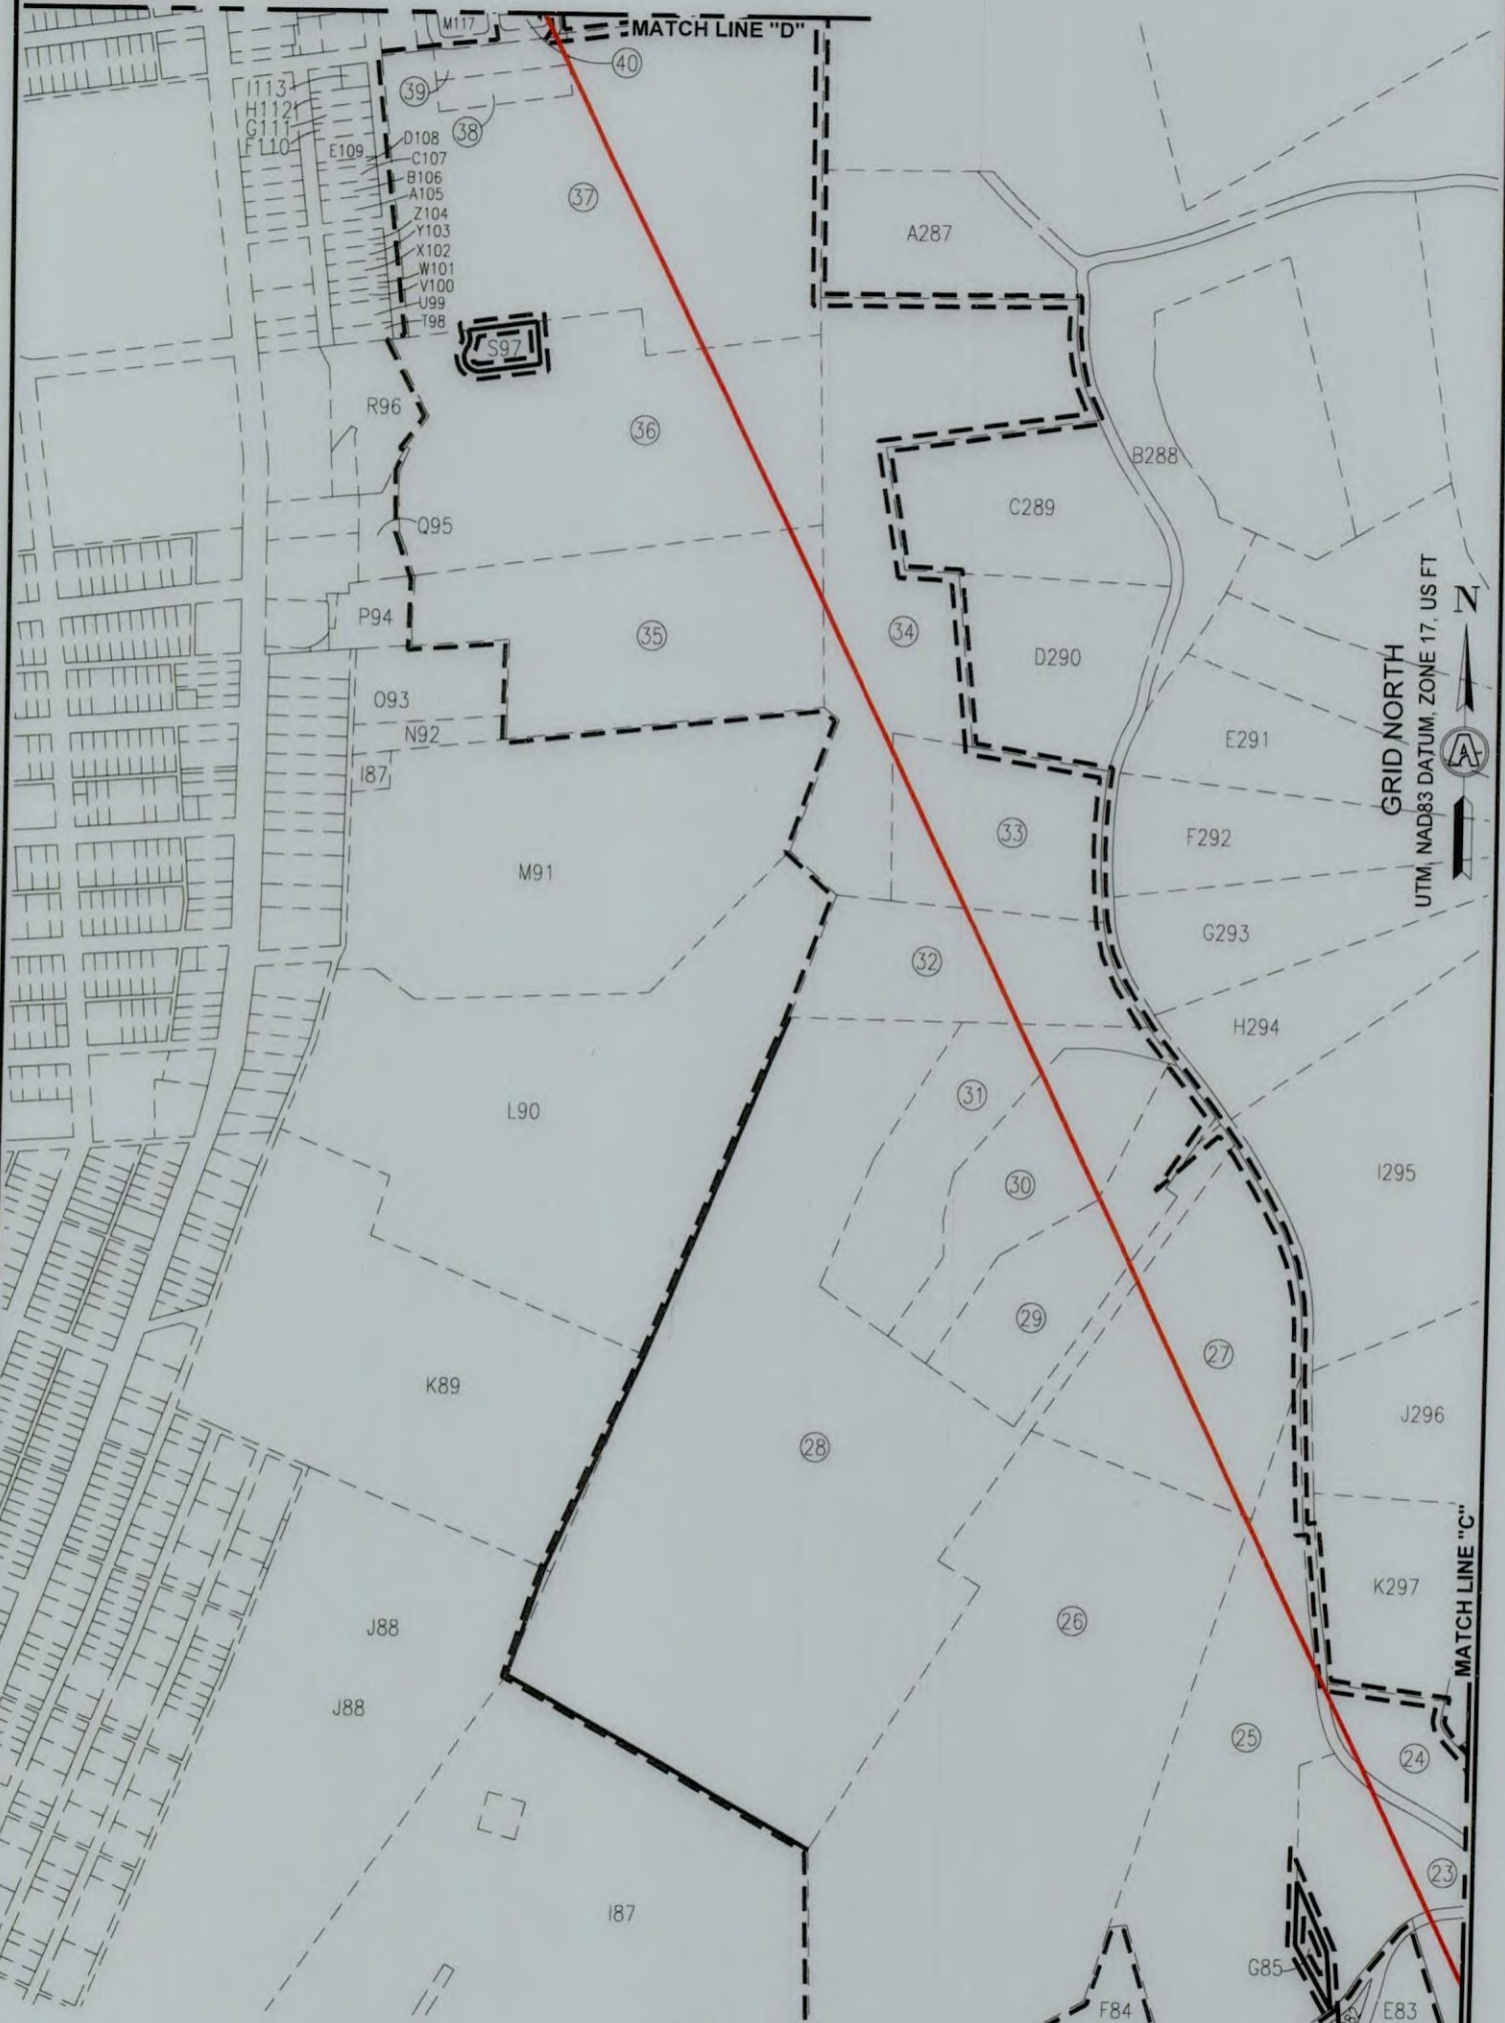 M117
MATCH LINE "D"
40
39
38
I113
H112
G111
F110
E109
D108
C107
B106
A105
Z104
Y103
X102
W101
V100
U99
T98
37
A287
S97
R96
36
B288
C289
Q95
P94
35
34
D290
O93
N92
I87
E291
GRID NORTH
UTM, NAD83 DATUM, ZONE 17, US FT
N
A
M91
33
F292
G293
32
H294
L90
31
30
I295
29
27
K89
J296
28
MATCH LINE "C"
K297
26
J88
J88
25
24
23
I87
G85
F84
E83